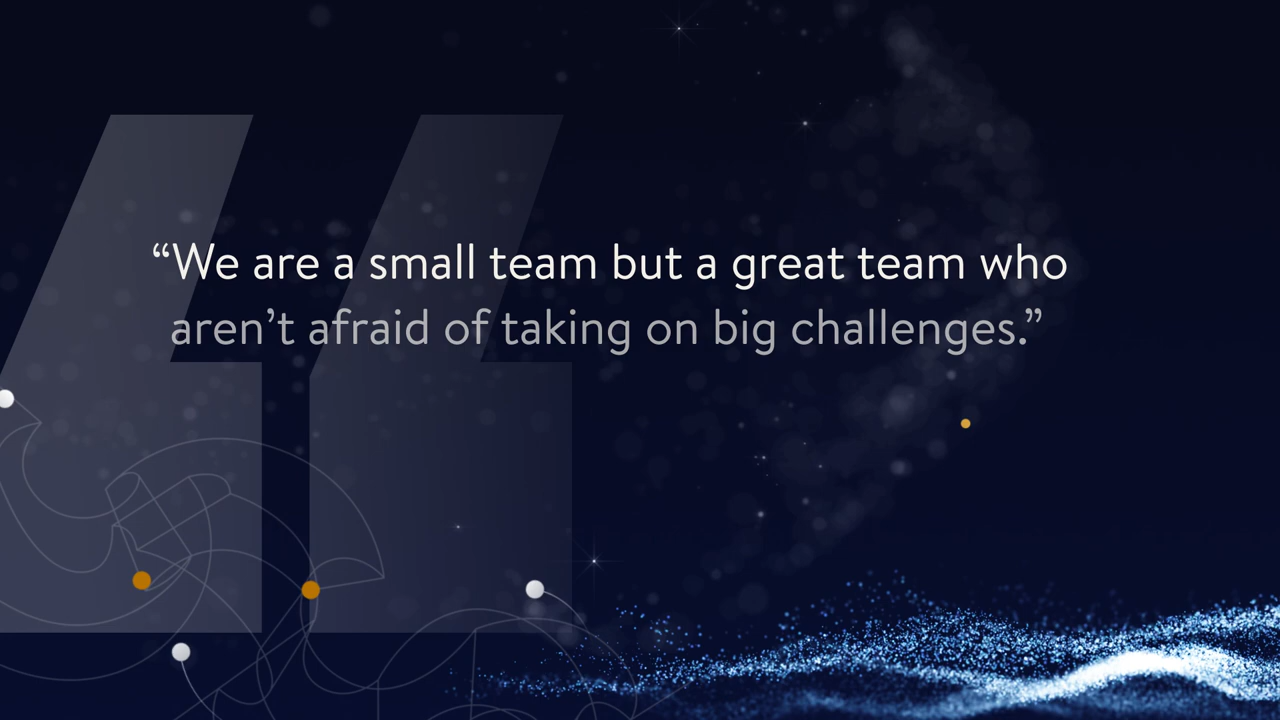 “We are a small team but a great team who
aren’t afraid of taking on big challenges.”